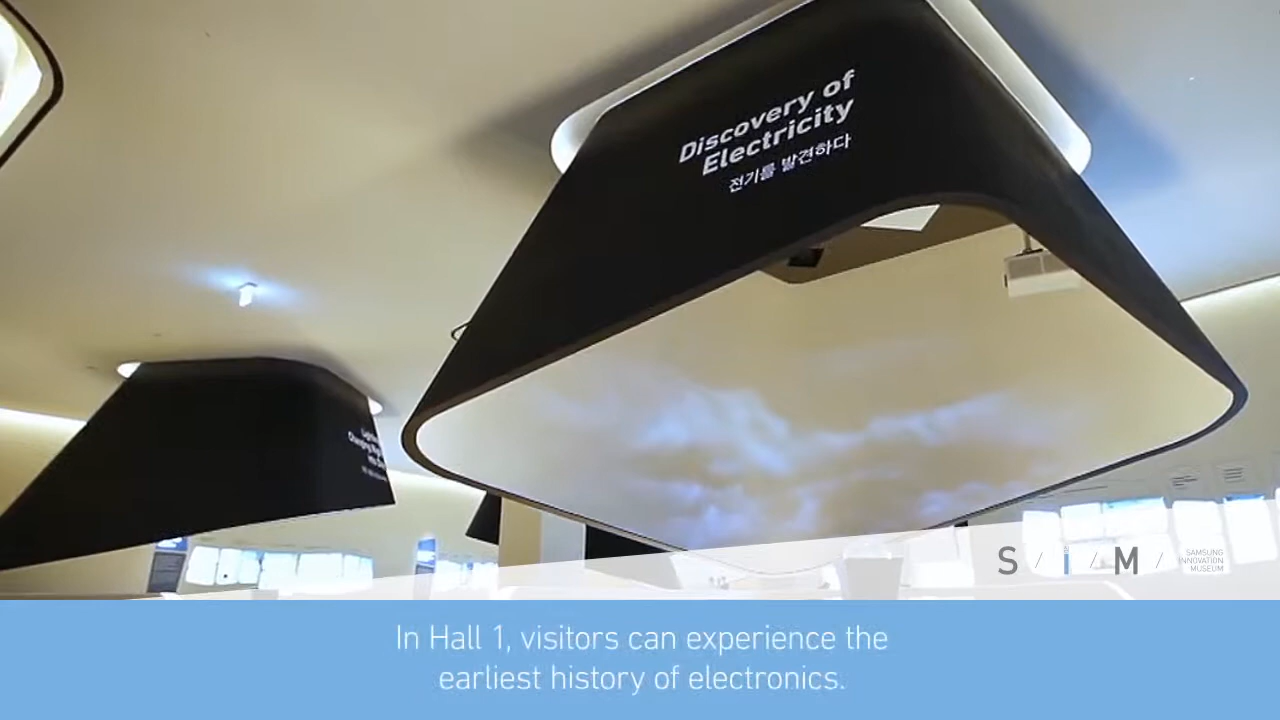 Discovery of
Electricity
전기를 발견하다
S / I / M /
SAMSUNG
INNOVATION
MUSEUM
In Hall 1, visitors can experience the
earliest history of electronics.